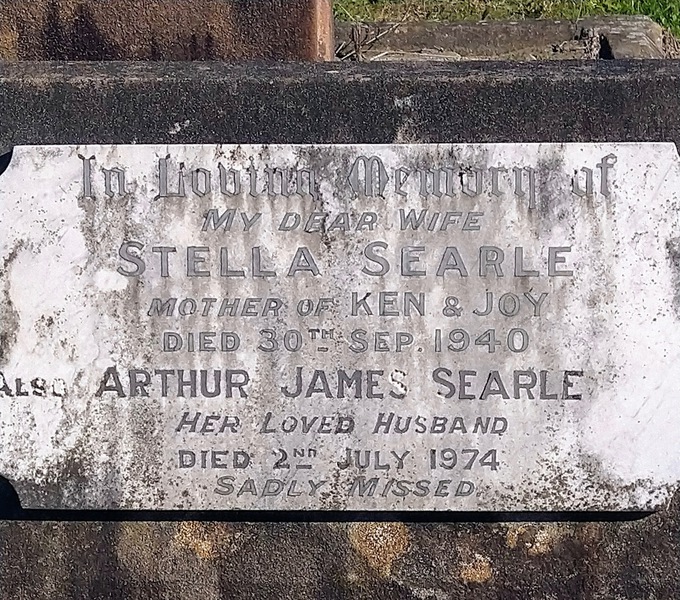 In Loving Memory of
MY DEAR WIFE
STELLA SEARLE
MOTHER OF KEN & JOY
DIED 30TH SEP. 1940
ALSO ARTHUR JAMES SEARLE
HER LOVED HUSBAND
DIED 2ND JULY 1974
SADLY MISSED